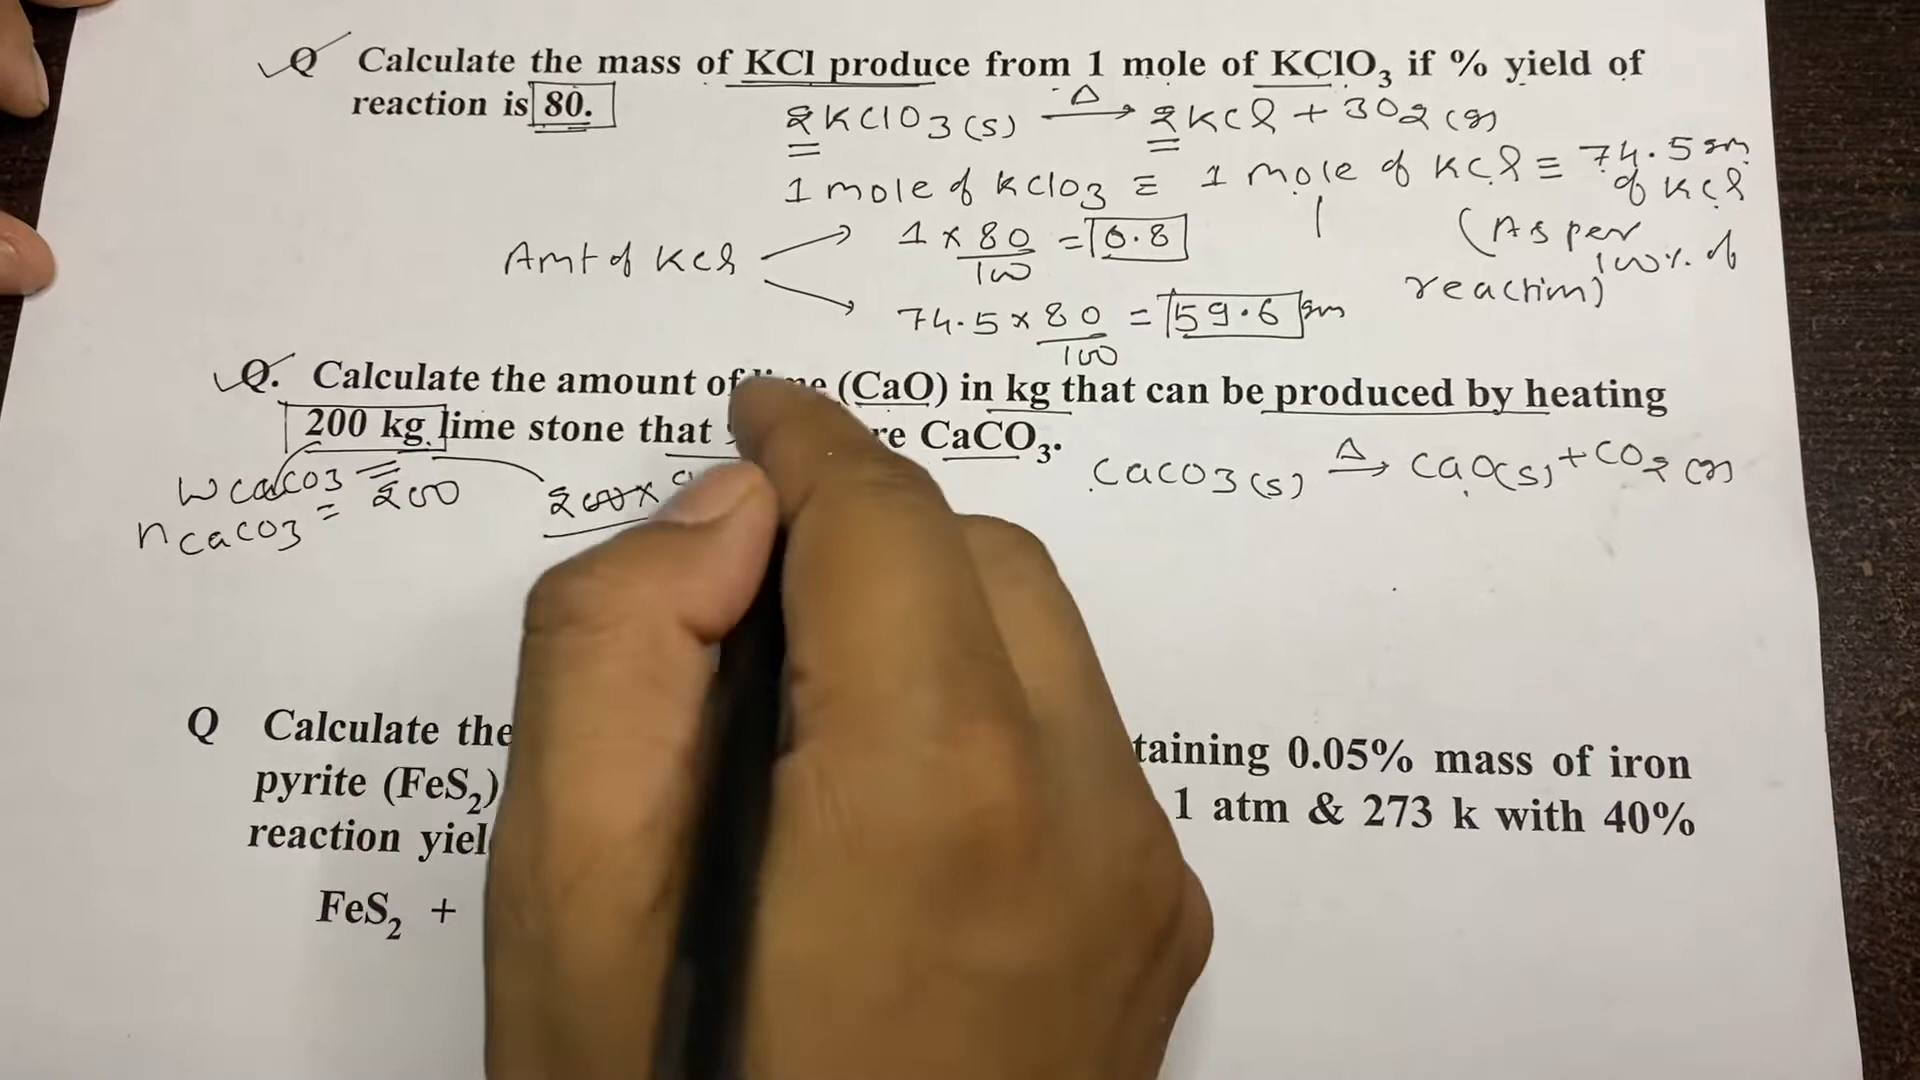 Q Calculate the mass of KCl produce from 1 mole of KClO₃ if % yield of
reaction is 80.
2KClO3(s) Δ→ 2KCl + 3O2(g)
1 mole of KClO3 ≡ 1 mole of KCl ≡ 74.5 gm of KCl
(As per 100% of reaction)
Amt of KCl
1 × 80/100 = 0.8
74.5 × 80/100 = 59.6 gm
Q. Calculate the amount of (CaO) in kg that can be produced by heating
200 kg lime stone that CaCO₃.
CaCO3(s) Δ→ CaO(s) + CO2(g)
WCaCO3 = 200
200×
nCaCO3 =
Q Calculate the 0.05% mass of iron
pyrite (FeS₂) 1 atm & 273 k with 40%
reaction
FeS₂ +